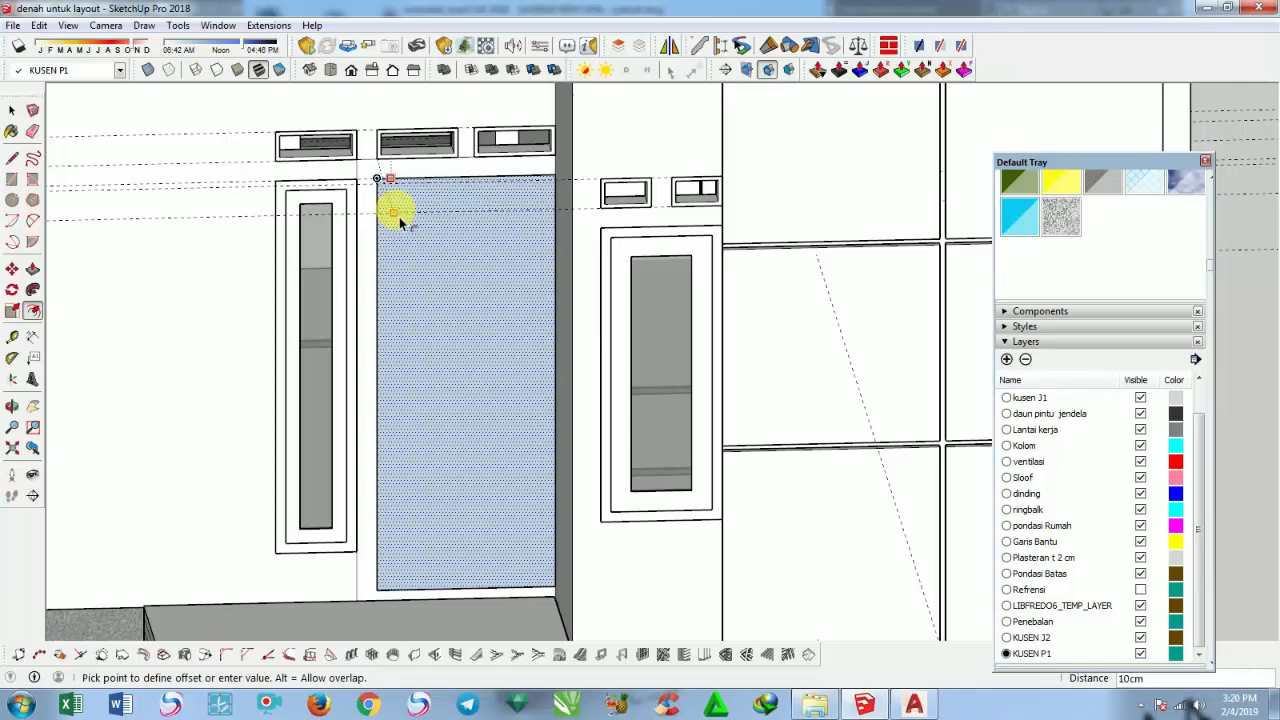 denah untuk layout - SketchUp Pro 2018
File Edit View Camera Draw Tools Window Extensions Help
J F M A M J J A S O N D 06:42 AM Noon 04:46 PM
KUSEN P1
Default Tray
Components
Styles
Layers
Name Visible Color
kusen J1
daun pintu jendela
Lantai kerja
Kolom
ventilasi
Sloof
dinding
ringbalk
pondasi Rumah
Garis Bantu
Plasteran t 2 cm
Pondasi Batas
Refrensi
LIBFREDO6_TEMP_LAYER
Penebalan
KUSEN J2
KUSEN P1
Pick point to define offset or enter value. Alt = Allow overlap.
Distance 10cm
3:20 PM
2/4/2019